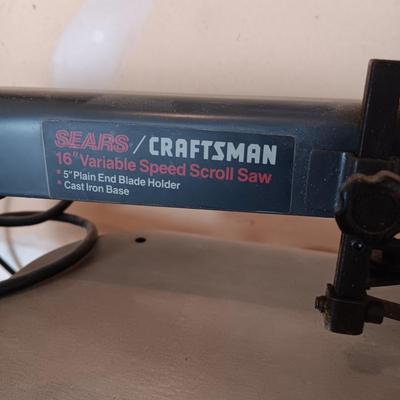 SEARS / CRAFTSMAN
16" Variable Speed Scroll Saw
* 5" Plain End Blade Holder
* Cast Iron Base